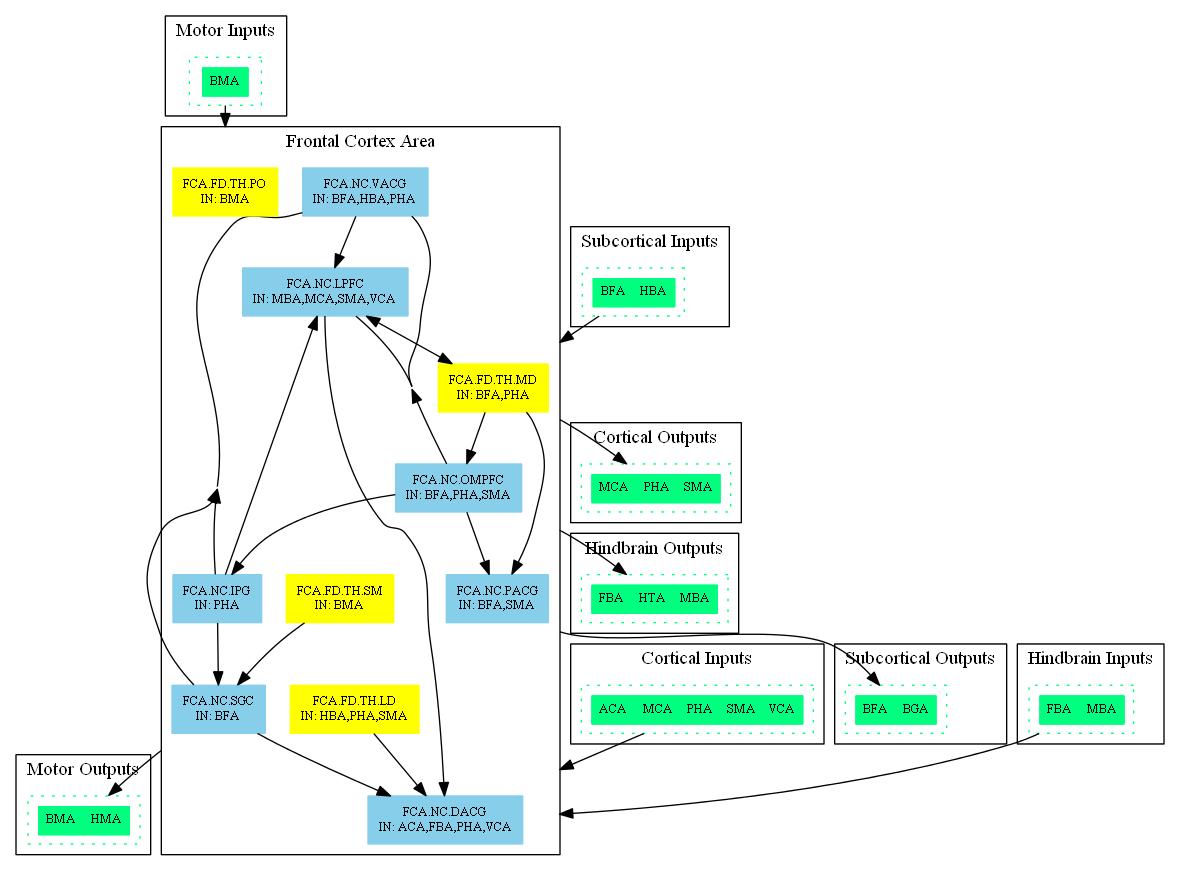 Motor Inputs
BMA
Frontal Cortex Area
FCA.FD.TH.PO
IN: BMA
FCA.NC.VACG
IN: BFA,HBA,PHA
FCA.NC.LPFC
IN: MBA,MCA,SMA,VCA
FCA.FD.TH.MD
IN: BFA,PHA
FCA.NC.OMPFC
IN: BFA,PHA,SMA
FCA.NC.IPG
IN: PHA
FCA.FD.TH.SM
IN: BMA
FCA.NC.PACG
IN: BFA,SMA
FCA.NC.SGC
IN: BFA
FCA.FD.TH.LD
IN: HBA,PHA,SMA
FCA.NC.DACG
IN: ACA,FBA,PHA,VCA
Subcortical Inputs
BFA HBA
Cortical Outputs
MCA PHA SMA
Hindbrain Outputs
FBA HTA MBA
Cortical Inputs
ACA MCA PHA SMA VCA
Subcortical Outputs
BFA BGA
Hindbrain Inputs
FBA MBA
Motor Outputs
BMA HMA